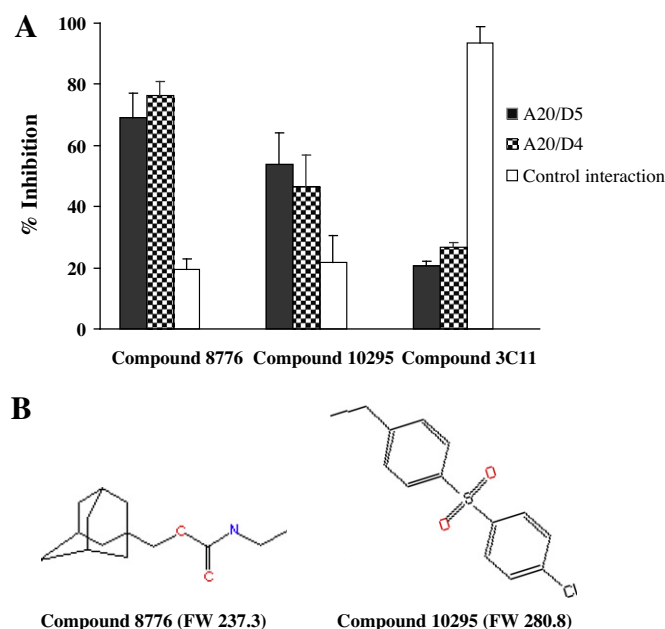 A
100
80
60
40
20
0
% Inhibition
A20/D5
A20/D4
Control interaction
Compound 8776
Compound 10295
Compound 3C11
B
N
O
S
O
Cl
Compound 8776 (FW 237.3)
Compound 10295 (FW 280.8)